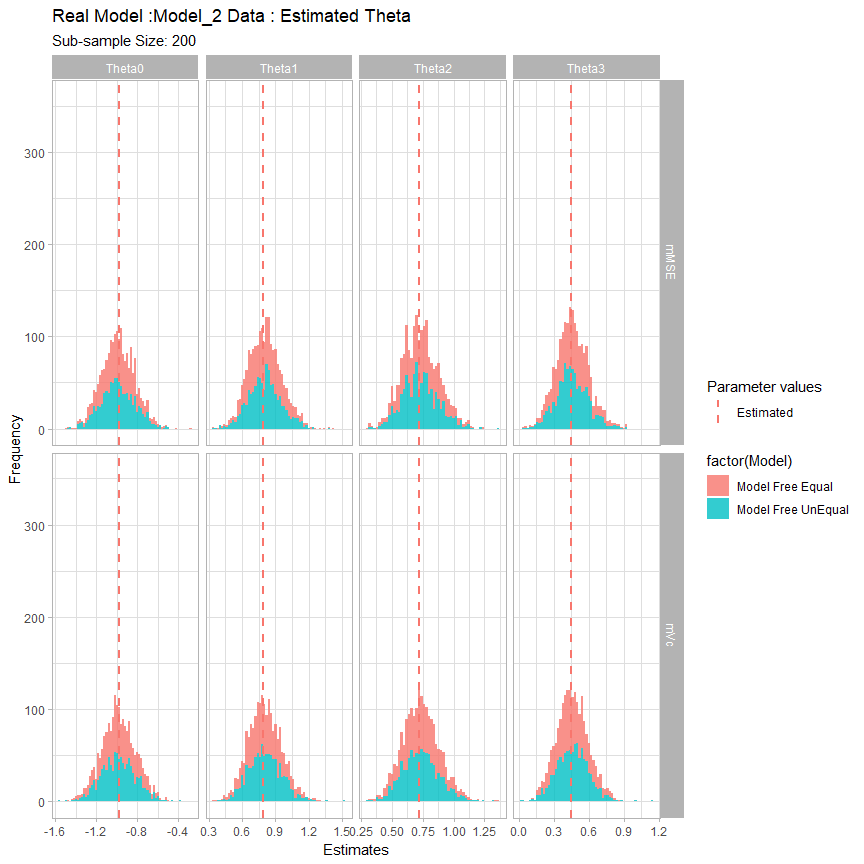 Real Model :Model_2 Data : Estimated Theta
Sub-sample Size: 200
Theta0 Theta1 Theta2 Theta3
300
200
100
0
mMSE
300
200
100
0
mVc
Frequency
-1.6 -1.2 -0.8 -0.4 0.3 0.6 0.9 1.2 1.5 0.25 0.50 0.75 1.00 1.25 0.0 0.3 0.6 0.9 1.2
Estimates
Parameter values
Estimated
factor(Model)
Model Free Equal
Model Free UnEqual